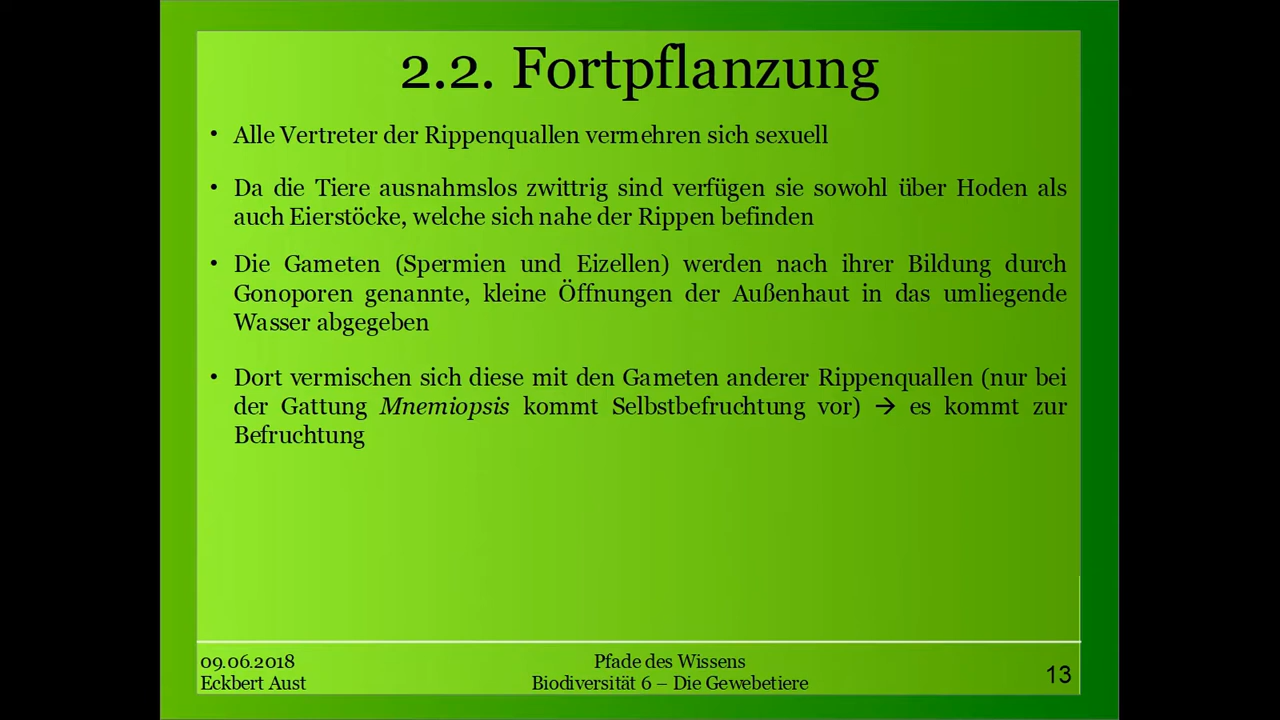 2.2. Fortpflanzung
• Alle Vertreter der Rippenquallen vermehren sich sexuell
• Da die Tiere ausnahmslos zwittrig sind verfügen sie sowohl über Hoden als
auch Eierstöcke, welche sich nahe der Rippen befinden
• Die Gameten (Spermien und Eizellen) werden nach ihrer Bildung durch
Gonoporen genannte, kleine Öffnungen der Außenhaut in das umliegende
Wasser abgegeben
• Dort vermischen sich diese mit den Gameten anderer Rippenquallen (nur bei
der Gattung Mnemiopsis kommt Selbstbefruchtung vor) → es kommt zur
Befruchtung
09.06.2018
Eckbert Aust
Pfade des Wissens
Biodiversität 6 – Die Gewebetiere
13